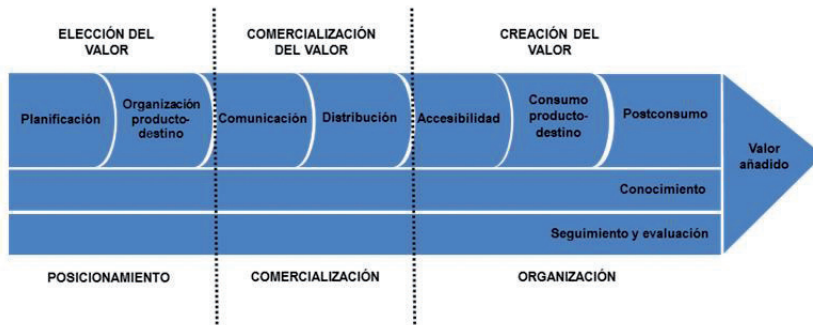 ELECCIÓN DEL
VALOR
COMERCIALIZACIÓN
DEL VALOR
CREACIÓN DEL
VALOR
Planificación
Organización
producto-
destino
Comunicación
Distribución
Accesibilidad
Consumo
producto-
destino
Postconsumo
Valor
añadido
Conocimiento
Seguimiento y evaluación
POSICIONAMIENTO
COMERCIALIZACIÓN
ORGANIZACIÓN